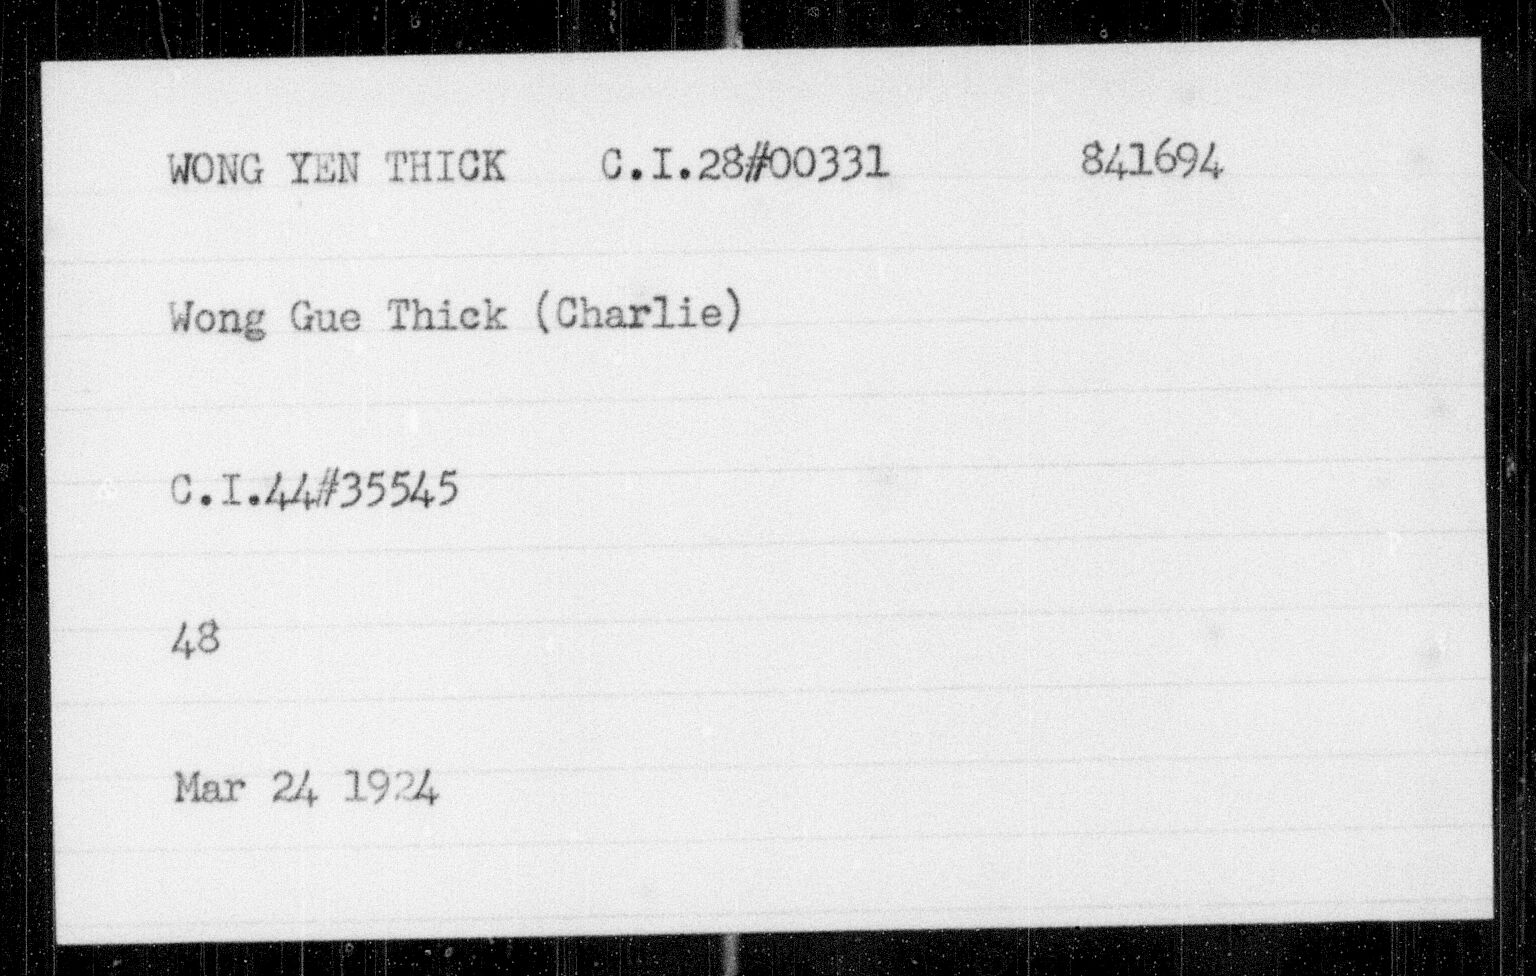 WONG YEN THICK C.I.28#00331 841694
Wong Gue Thick (Charlie)
C.I.44#35545
48
Mar 24 1924